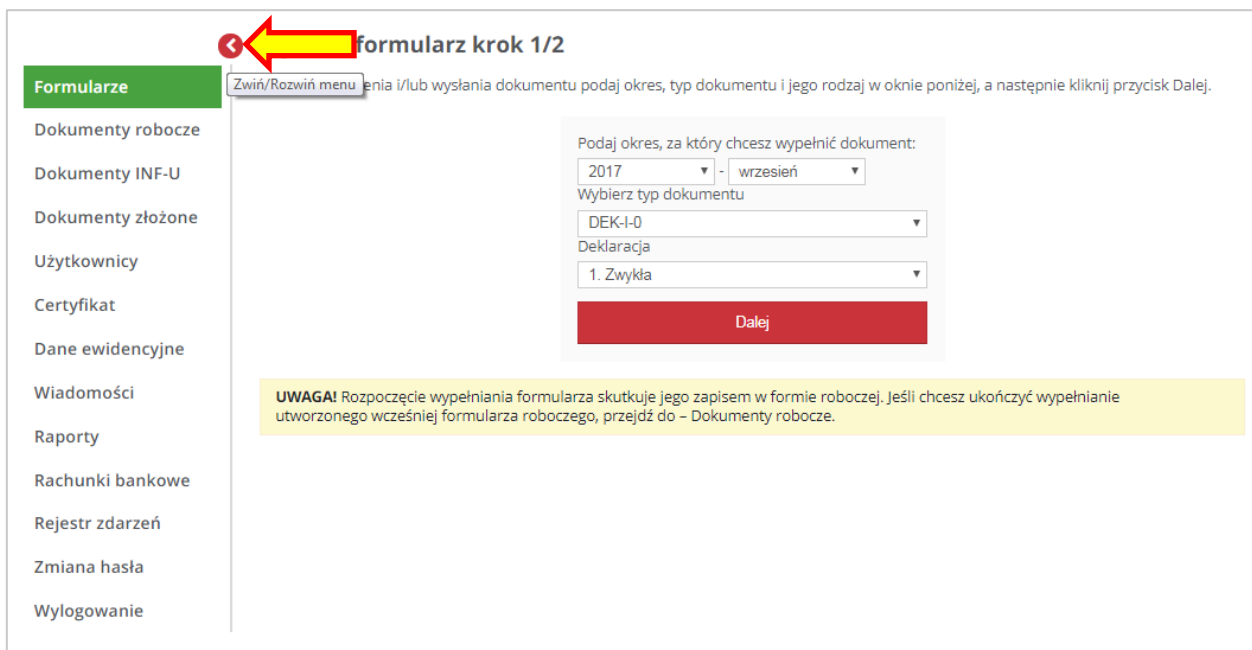 formularz krok 1/2
Formularze
Zwiń/Rozwiń menu
i/lub wysłania dokumentu podaj okres, typ dokumentu i jego rodzaj w oknie poniżej, a następnie kliknij przycisk Dalej.
Dokumenty robocze
Dokumenty INF-U
Dokumenty złożone
Użytkownicy
Certyfikat
Dane ewidencyjne
Wiadomości
Raporty
Rachunki bankowe
Rejestr zdarzeń
Zmiana hasła
Wylogowanie
Podaj okres, za który chcesz wypełnić dokument:
2017 - wrzesień
Wybierz typ dokumentu
DEK-I-0
Deklaracja
1. Zwykła
Dalej
UWAGA! Rozpoczęcie wypełniania formularza skutkuje jego zapisem w formie roboczej. Jeśli chcesz ukończyć wypełnianie
utworzonego wcześniej formularza roboczego, przejdź do – Dokumenty robocze.